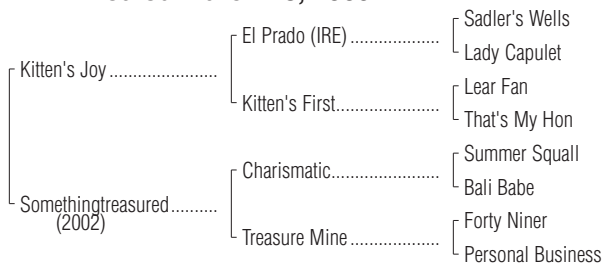 Sadler's Wells
El Prado (IRE) .....................
Lady Capulet
Kitten's Joy .........................
Lear Fan
Kitten's First........................
That's My Hon
Summer Squall
Charismatic.........................
Bali Babe
Somethingtreasured ..........
(2002)
Forty Niner
Treasure Mine .....................
Personal Business